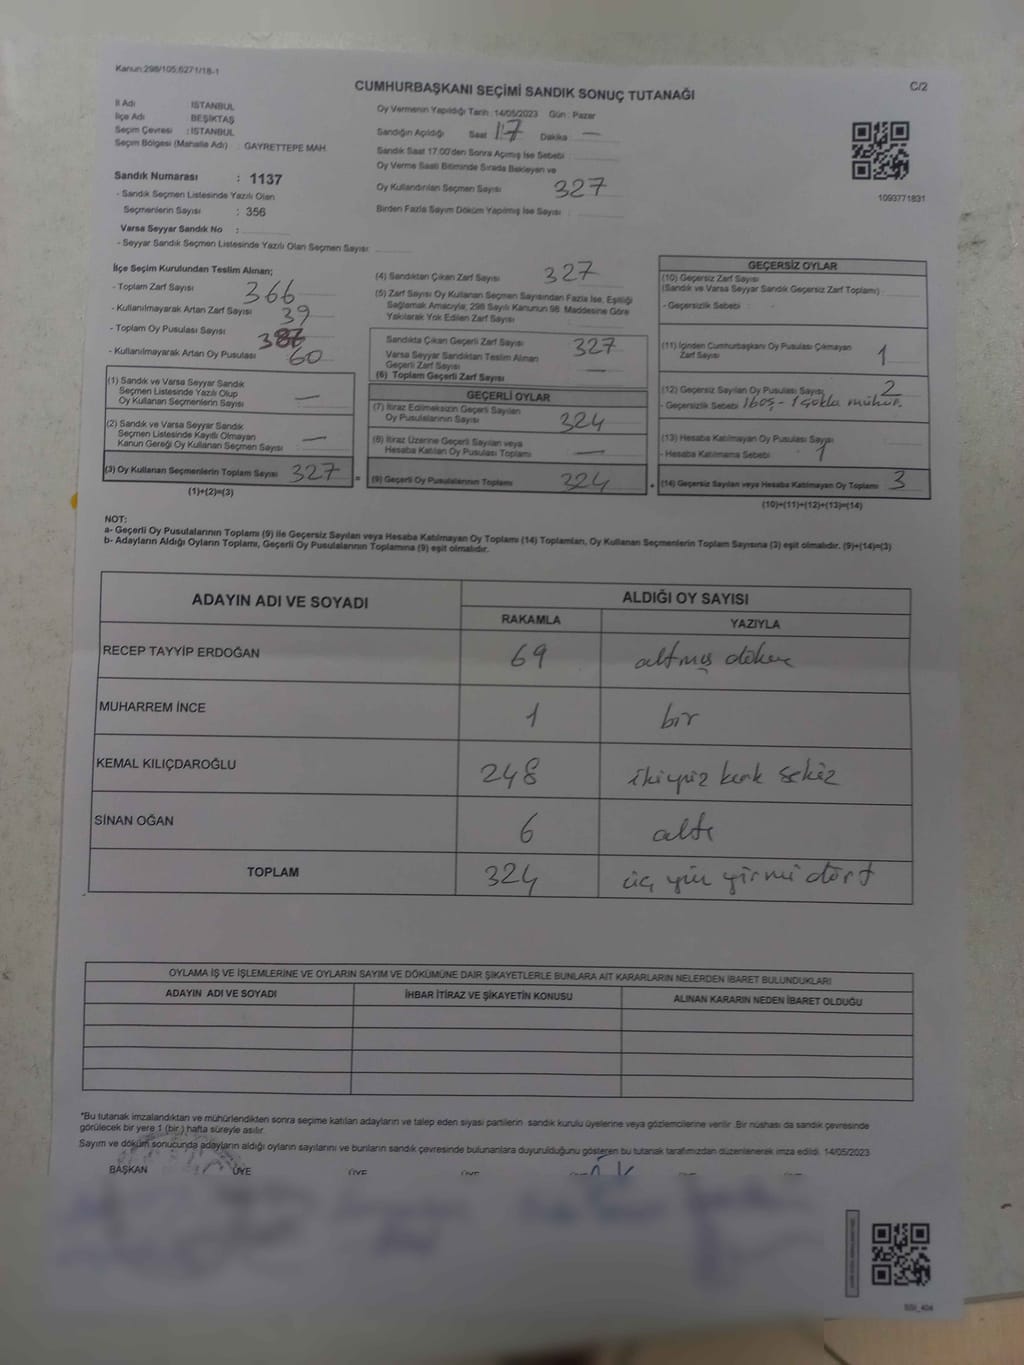 Kanun:298/105;6271/18-1
C/2
CUMHURBAŞKANI SEÇİMİ SANDIK SONUÇ TUTANAĞI
İl Adı : İSTANBUL
İlçe Adı : BEŞİKTAŞ
Seçim Çevresi : İSTANBUL
Seçim Bölgesi (Mahalle Adı) : GAYRETTEPE MAH.
Sandık Numarası : 1137
- Sandık Seçmen Listesinde Yazılı Olan
Seçmenlerin Sayısı : 356
Varsa Seyyar Sandık No :
- Seyyar Sandık Seçmen Listesinde Yazılı Olan Seçmen Sayısı:
Oy Vermenin Yapıldığı Tarih : 14/05/2023 Gün : Pazar
Sandığın Açıldığı Saat 17 Dakika : —
Sandık Saat 17:00'den Sonra Açmış İse Sebebi :
Oy Verme Saati Bitiminde Sırada Bekleyen ve
Oy Kullandırılan Seçmen Sayısı 327
Birden Fazla Sayım Döküm Yapılmış İse Sayısı :
1093771831
İlçe Seçim Kurulundan Teslim Alınan;
- Toplam Zarf Sayısı 366
- Kullanılmayarak Artan Zarf Sayısı 39
- Toplam Oy Pusulası Sayısı 387
- Kullanılmayarak Artan Oy Pusulası 60
(1) Sandık ve Varsa Seyyar Sandık
Seçmen Listesinde Yazılı Olup
Oy Kullanan Seçmenlerin Sayısı —
(2) Sandık ve Varsa Seyyar Sandık
Seçmen Listesinde Kayıtlı Olmayan
Kanun Gereği Oy Kullanan Seçmen Sayısı —
(3) Oy Kullanan Seçmenlerin Toplam Sayısı 327
(1)+(2)=(3)
(4) Sandıktan Çıkan Zarf Sayısı 327
(5) Zarf Sayısı Oy Kullanan Seçmen Sayısından Fazla İse, Eşitliği
Sağlamak Amacıyla; 298 Sayılı Kanunun 98. Maddesine Göre
Yakılarak Yok Edilen Zarf Sayısı :
Sandıkta Çıkan Geçerli Zarf Sayısı 327
Varsa Seyyar Sandıktan Teslim Alınan
Geçerli Zarf Sayısı —
(6) Toplam Geçerli Zarf Sayısı
GEÇERLİ OYLAR
(7) İtiraz Edilmeksizin Geçerli Sayılan
Oy Pusulalarının Sayısı 324
(8) İtiraz Üzerine Geçerli Sayılan veya
Hesaba Katılan Oy Pusulası Toplamı —
(9) Geçerli Oy Pusulalarının Toplamı 324
GEÇERSİZ OYLAR
(10) Geçersiz Zarf Sayısı
(Sandık ve Varsa Seyyar Sandık Geçersiz Zarf Toplamı)
- Geçersizlik Sebebi :
(11) İçinden Cumhurbaşkanı Oy Pusulası Çıkmayan
Zarf Sayısı 1
(12) Geçersiz Sayılan Oy Pusulası Sayısı 2
- Geçersizlik Sebebi 1 boş - 1 çokla mühür.
(13) Hesaba Katılmayan Oy Pusulası Sayısı
- Hesaba Katılmama Sebebi : 1
(14) Geçersiz Sayılan veya Hesaba Katılmayan Oy Toplamı 3
(10)+(11)+(12)+(13)=(14)
NOT:
a- Geçerli Oy Pusulalarının Toplamı (9) ile Geçersiz Sayılan veya Hesaba Katılmayan Oy Toplamı (14) Toplamları, Oy Kullanan Seçmenlerin Toplam Sayısına (3) eşit olmalıdır. (9)+(14)=(3)
b- Adayların Aldığı Oyların Toplamı, Geçerli Oy Pusulalarının Toplamına (9) eşit olmalıdır.
ADAYIN ADI VE SOYADI
ALDIĞI OY SAYISI
RAKAMLA YAZIYLA
RECEP TAYYİP ERDOĞAN 69 altmış dokuz
MUHARREM İNCE 1 bir
KEMAL KILIÇDAROĞLU 248 ikiyüz kırk sekiz
SİNAN OĞAN 6 altı
TOPLAM 324 üç yüz yirmi dört
OYLAMA İŞ VE İŞLEMLERİNE VE OYLARIN SAYIM VE DÖKÜMÜNE DAİR ŞİKAYETLERLE BUNLARA AİT KARARLARIN NELERDEN İBARET BULUNDUKLARI
ADAYIN ADI VE SOYADI İHBAR İTİRAZ VE ŞİKAYETİN KONUSU ALINAN KARARIN NEDEN İBARET OLDUĞU
*Bu tutanak imzalandıktan ve mühürlendikten sonra seçime katılan adayların ve talep eden siyasi partilerin sandık kurulu üyelerine veya gözlemcilerine verilir .Bir nüshası da sandık çevresinde
görülecek bir yere 1 (bir ) hafta süreyle asılır.
Sayım ve döküm sonucunda adayların aldığı oyların sayılarını ve bunların sandık çevresinde bulunanlara duyurulduğunu gösteren bu tutanak tarafımızdan düzenlenerek imza edildi. 14/05/2023
BAŞKAN ÜYE ÜYE ÜYE
SSI_404